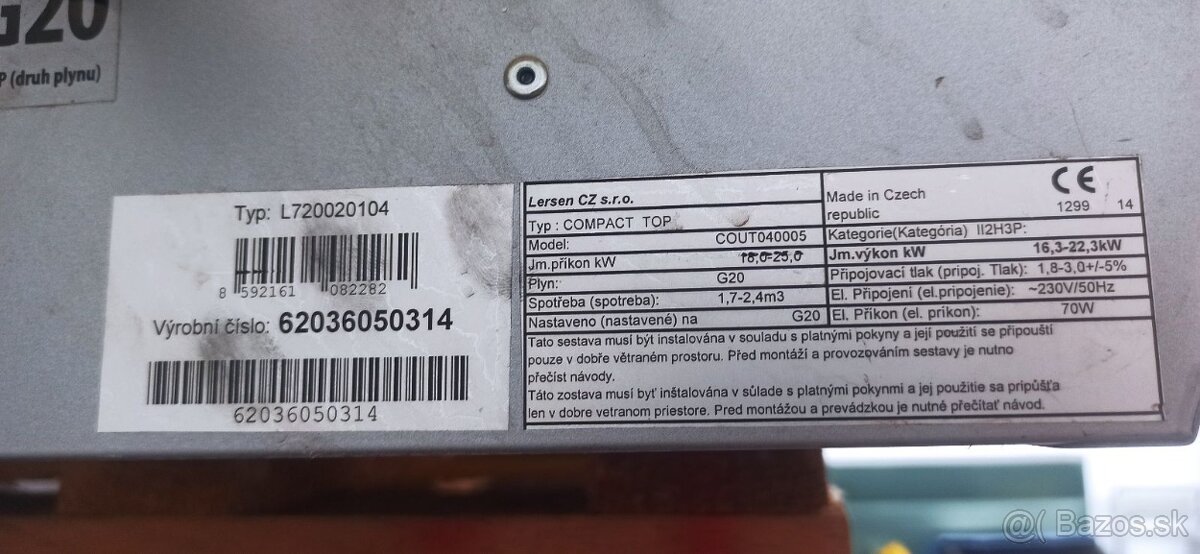 G20
P (druh plynu)
Typ: L720020104
8 592161 082282
Výrobní číslo: 62036050314
62036050314
Lersen CZ s.r.o.
Typ : COMPACT TOP
Model: COUT040005
Jm.příkon kW 18,0-25,0
Plyn: G20
Spotřeba (spotreba): 1,7-2,4m3
Nastaveno (nastavené) na G20
Made in Czech
republic
CE
1299 14
Kategorie(Kategória) II2H3P:
Jm.výkon kW 16,3-22,3kW
Připojovací tlak (pripoj. Tlak): 1,8-3,0+/-5%
El. Připojení (el.pripojenie): ~230V/50Hz
El. Příkon (el. prikon): 70W
Tato sestava musí být instalována v souladu s platnými pokyny a její použití se připouští
pouze v dobře větraném prostoru. Před montáží a provozováním sestavy je nutno
přečíst návody.
Táto zostava musí byť inštalována v súlade s platnými pokynmi a jej použitie sa pripúšťa
len v dobre vetranom priestore. Pred montážou a prevádzkou je nutné přečítať návod.
@( Bazos.sk